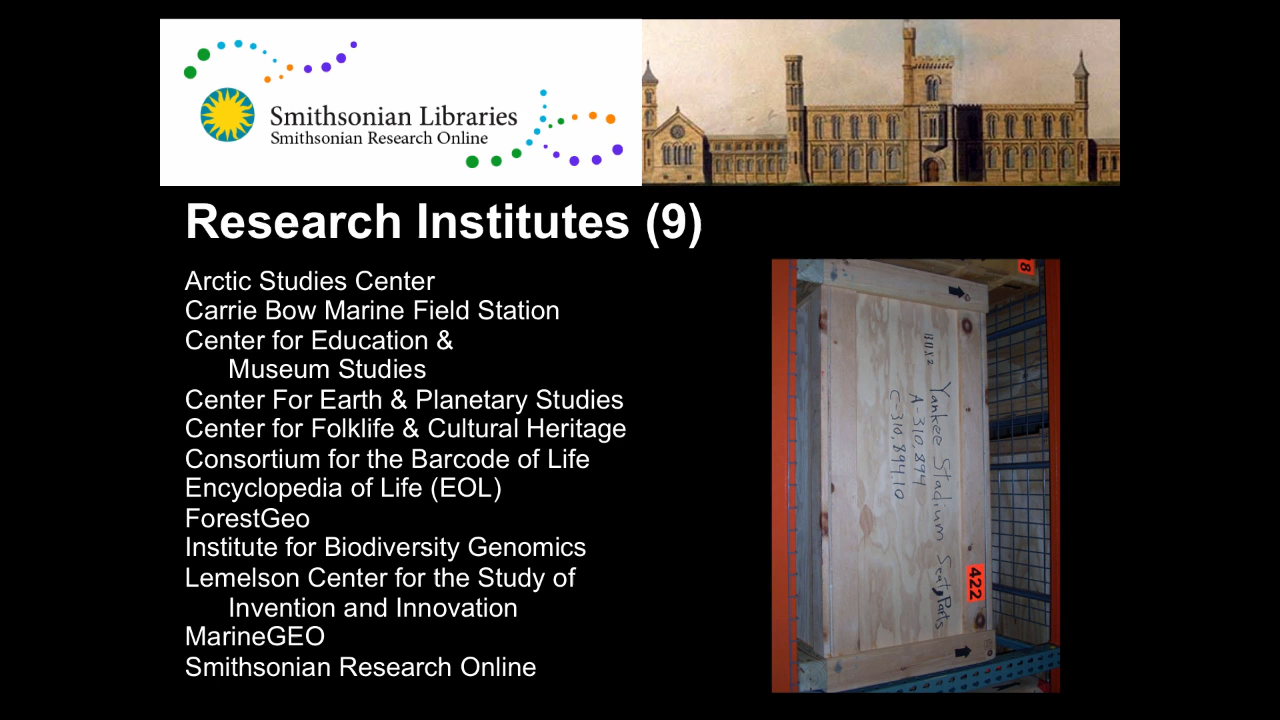 Smithsonian Libraries
Smithsonian Research Online
Research Institutes (9)
Arctic Studies Center
Carrie Bow Marine Field Station
Center for Education &
Museum Studies
Center For Earth & Planetary Studies
Center for Folklife & Cultural Heritage
Consortium for the Barcode of Life
Encyclopedia of Life (EOL)
ForestGeo
Institute for Biodiversity Genomics
Lemelson Center for the Study of
Invention and Innovation
MarineGEO
Smithsonian Research Online
8
Yankee Stadium Seat, Parts
A-310,894
C-310,894.10
422